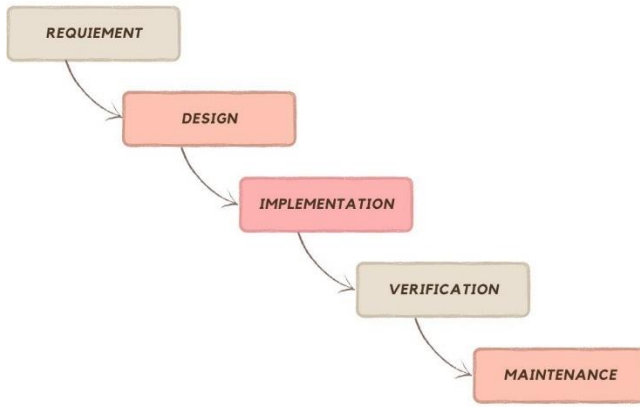 REQUIEMENT
DESIGN
IMPLEMENTATION
VERIFICATION
MAINTENANCE